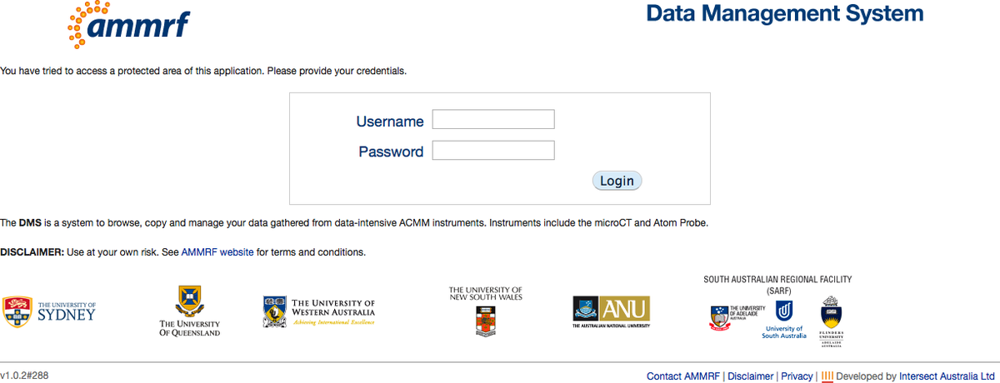 ammrf
Data Management System
You have tried to access a protected area of this application. Please provide your credentials.
Username
Password
Login
The DMS is a system to browse, copy and manage your data gathered from data-intensive ACMM instruments. Instruments include the microCT and Atom Probe.
DISCLAIMER: Use at your own risk. See AMMRF website for terms and conditions.
THE UNIVERSITY OF
SYDNEY
THE UNIVERSITY
OF QUEENSLAND
THE UNIVERSITY OF
WESTERN AUSTRALIA
Achieving International Excellence
THE UNIVERSITY OF
NEW SOUTH WALES
ANU
THE AUSTRALIAN NATIONAL UNIVERSITY
SOUTH AUSTRALIAN REGIONAL FACILITY
(SARF)
THE UNIVERSITY
OF ADELAIDE
AUSTRALIA
University of
South Australia
FLINDERS
UNIVERSITY
ADELAIDE
AUSTRALIA
v1.0.2#288
Contact AMMRF | Disclaimer | Privacy | Developed by Intersect Australia Ltd